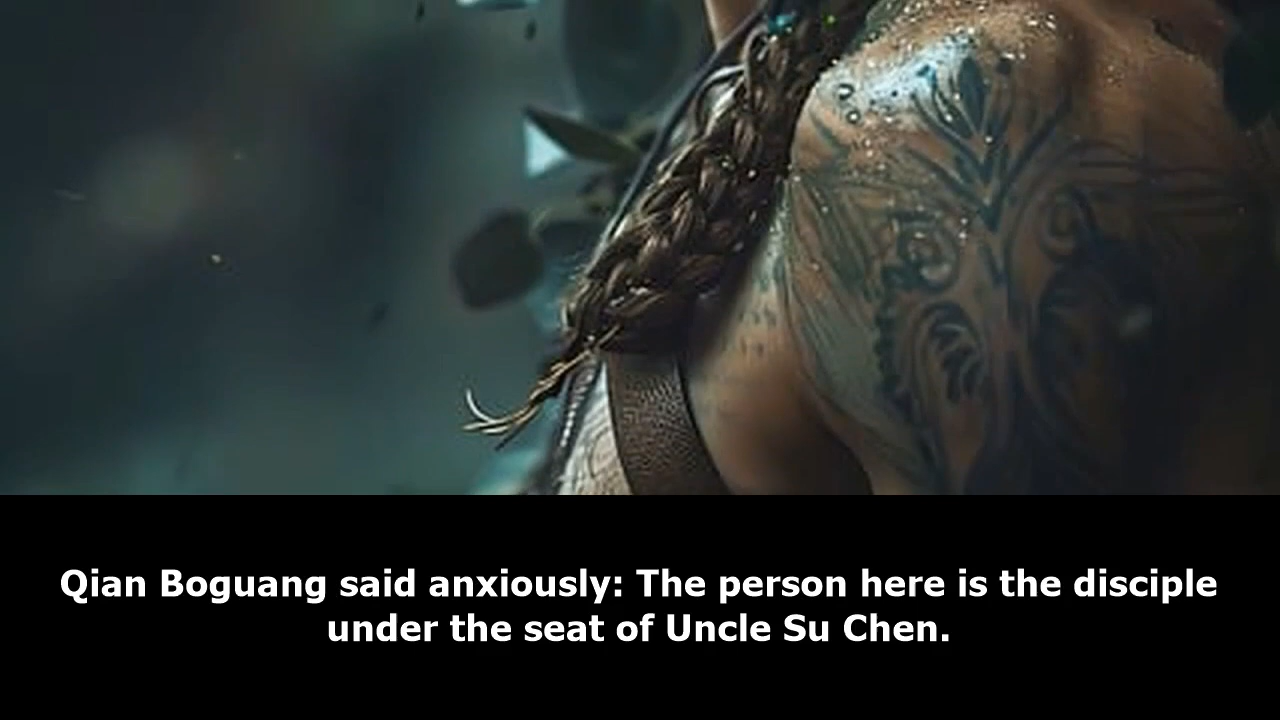 Qian Boguang said anxiously: The person here is the disciple
under the seat of Uncle Su Chen.